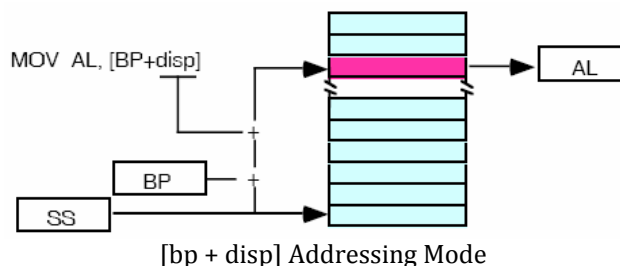 MOV AL, [BP+disp]
AL
+
BP
+
SS
[bp + disp] Addressing Mode